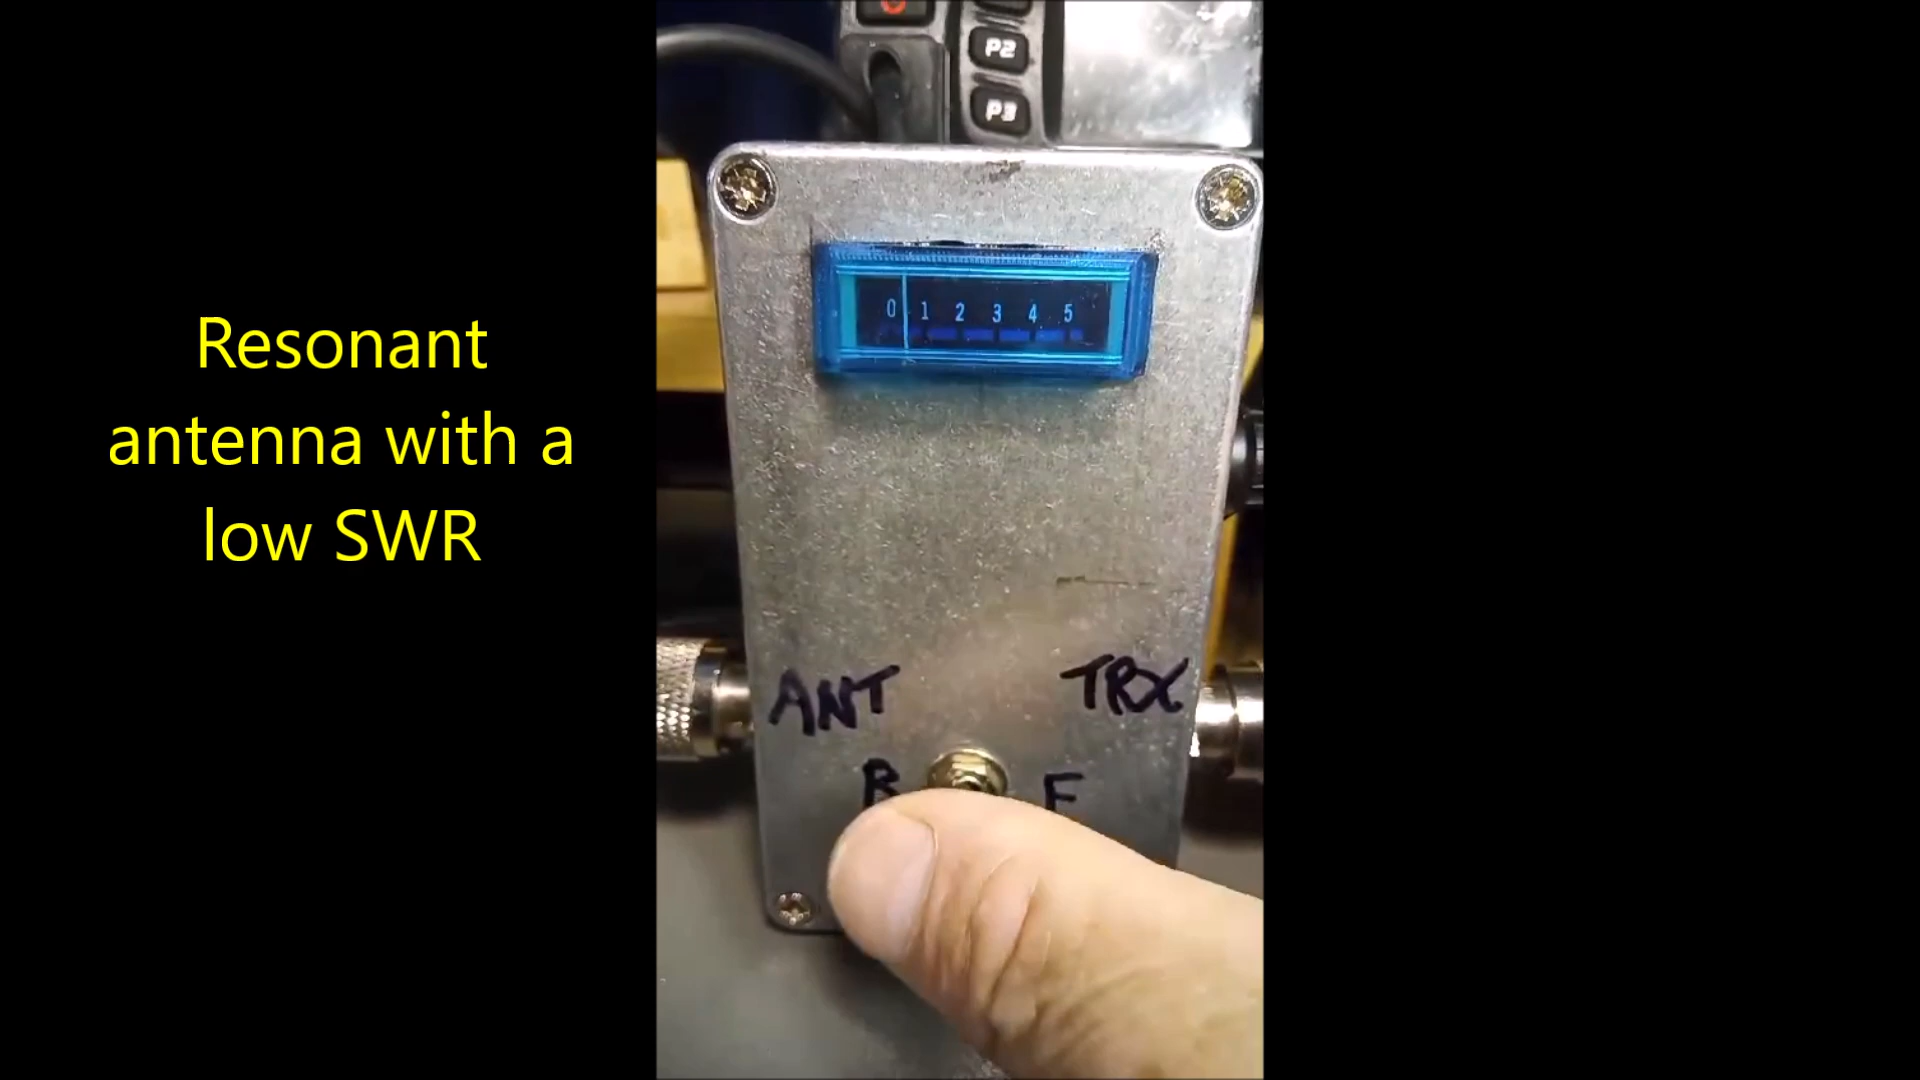 Resonant
antenna with a
low SWR
P2
P3
0 1 2 3 4 5
ANT TRX
R F